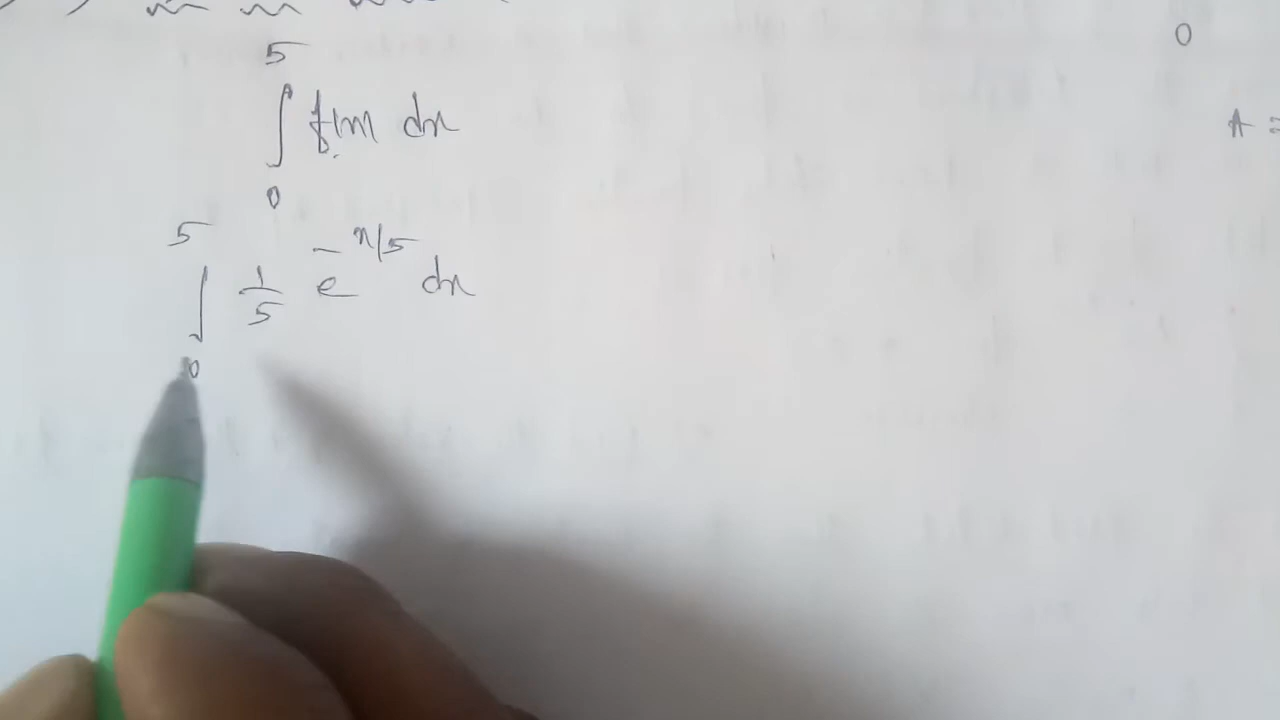 5
∫ f(x) dx
0
5
∫ 1/5 e^{-x/5} dx
0
0
A =